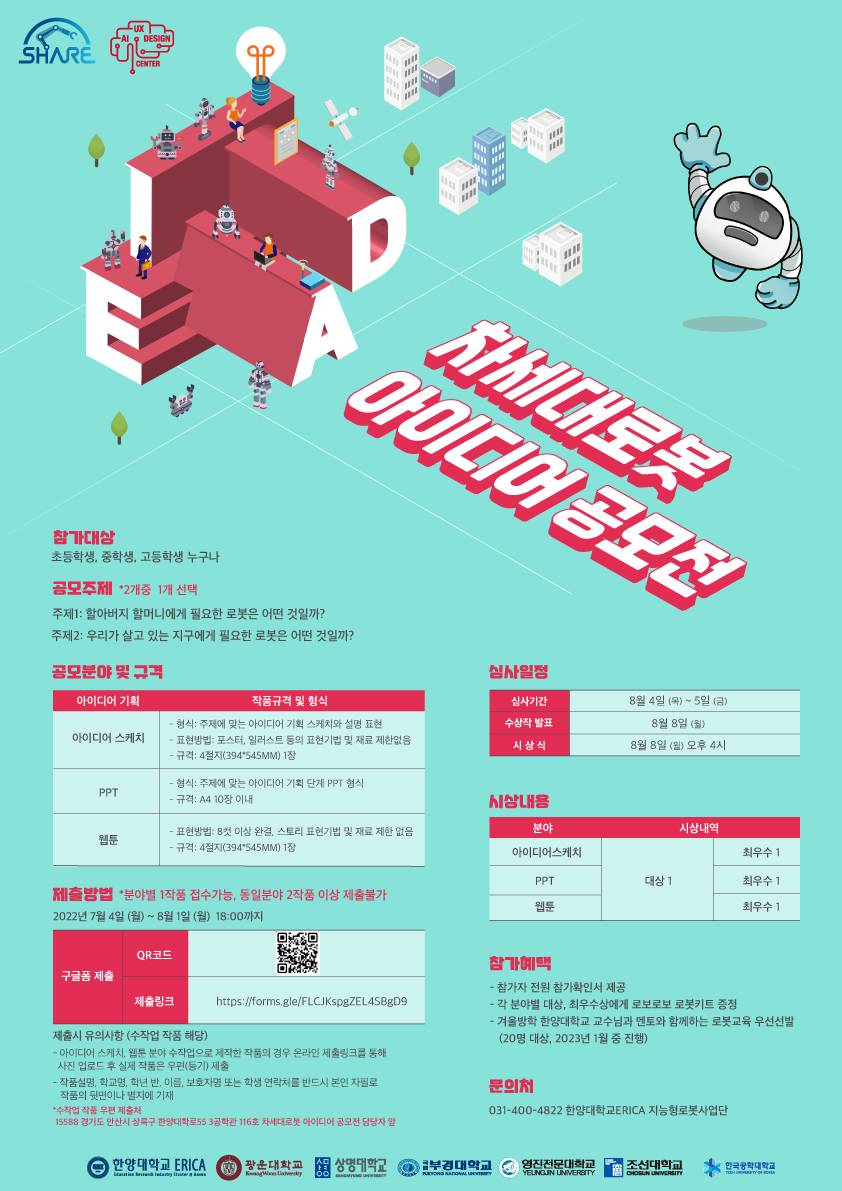 SHARE
UX
AI DESIGN
CENTER
I
D
E A
차세대로봇
아이디어 공모전
참가대상
초등학생, 중학생, 고등학생 누구나
공모주제 *2개중 1개 선택
주제1: 할아버지 할머니에게 필요한 로봇은 어떤 것일까?
주제2: 우리가 살고 있는 지구에게 필요한 로봇은 어떤 것일까?
공모분야 및 규격
아이디어 기획 작품규격 및 형식
아이디어 스케치
- 형식: 주제에 맞는 아이디어 기획 스케치와 설명 표현
- 표현방법: 포스터, 일러스트 등의 표현기법 및 재료 제한없음
- 규격: 4절지(394*545MM) 1장
PPT
- 형식: 주제에 맞는 아이디어 기획 단계 PPT 형식
- 규격: A4 10장 이내
웹툰
- 표현방법: 8컷 이상 완결, 스토리 표현기법 및 재료 제한 없음
- 규격: 4절지(394*545MM) 1장
제출방법 *분야별 1작품 접수가능, 동일분야 2작품 이상 제출불가
2022년 7월 4일 (월) ~ 8월 1일 (월) 18:00까지
구글폼 제출
QR코드
제출링크 https://forms.gle/FLCJKspgZEL4SBgD9
제출시 유의사항 (수작업 작품 해당)
- 아이디어 스케치, 웹툰 분야 수작업으로 제작한 작품의 경우 온라인 제출링크를 통해
사진 업로드 후 실제 작품은 우편(등기) 제출
- 작품설명, 학교명, 학년 반, 이름, 보호자명 또는 학생 연락처를 반드시 본인 자필로
작품의 뒷면이나 별지에 기재
*수작업 작품 우편 제출처
15588 경기도 안산시 상록구 한양대학로55 3공학관 116호 차세대로봇 아이디어 공모전 담당자 앞
심사일정
심사기간 8월 4일 (목) ~ 5일 (금)
수상작 발표 8월 8일 (월)
시 상 식 8월 8일 (월) 오후 4시
시상내용
분야 시상내역
아이디어스케치 최우수 1
PPT 대상 1 최우수 1
웹툰 최우수 1
참가혜택
- 참가자 전원 참가확인서 제공
- 각 분야별 대상, 최우수상에게 로보로보 로봇키트 증정
- 겨울방학 한양대학교 교수님과 멘토와 함께하는 로봇교육 우선선발
(20명 대상, 2023년 1월 중 진행)
문의처
031-400-4822 한양대학교ERICA 지능형로봇사업단
한양대학교 ERICA
Education Research Industry Cluster @ Ansan
광운대학교
KwangWoon University
상명대학교
SANGMYUNG UNIVERSITY
국립부경대학교
PUKYONG NATIONAL UNIVERSITY
영진전문대학교
YEUNGJIN UNIVERSITY
조선대학교
CHOSUN UNIVERSITY
한국공학대학교
TECH UNIVERSITY OF KOREA